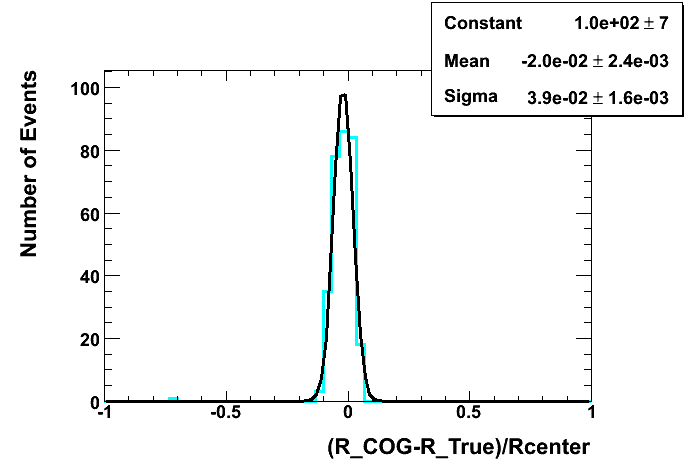 Constant 1.0e+02 ± 7
Mean -2.0e-02 ± 2.4e-03
Sigma 3.9e-02 ± 1.6e-03
Number of Events
100
80
60
40
20
0
-1 -0.5 0 0.5 1
(R_COG-R_True)/Rcenter